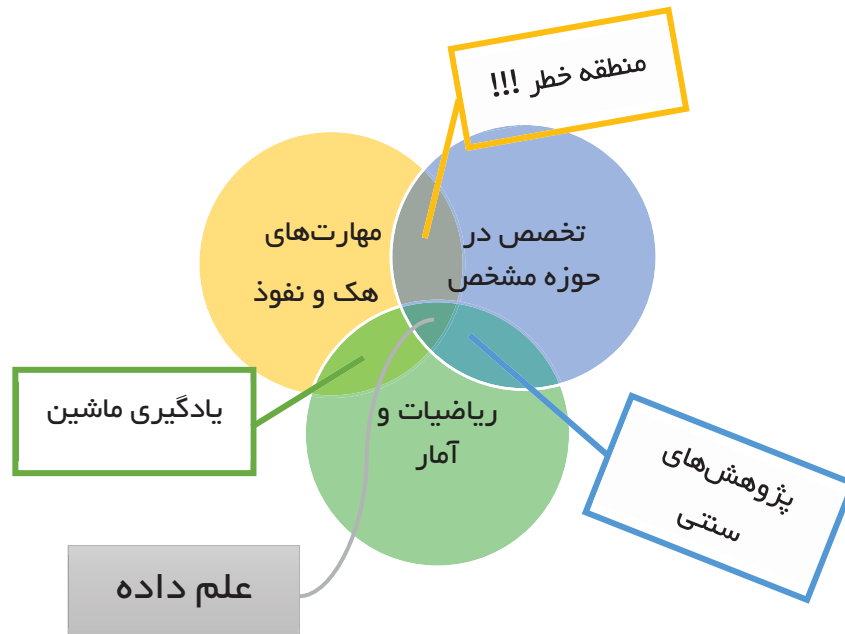 منطقه خطر !!!
تخصص در
حوزه مشخص
مهارت‌های
هک و نفوذ
ریاضیات و
آمار
یادگیری ماشین
پژوهش‌های
سنتی
علم داده